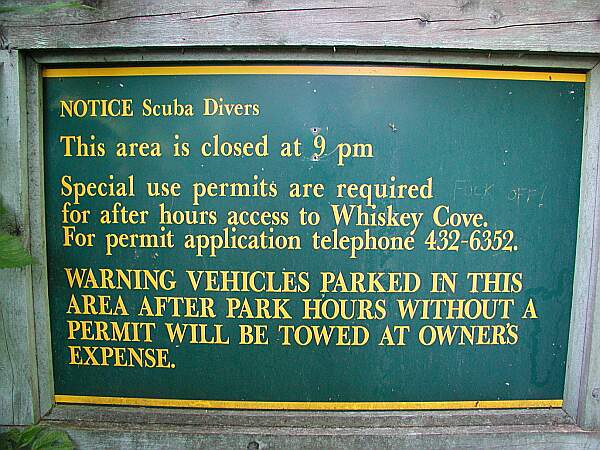 NOTICE Scuba Divers
This area is closed at 9 pm
Special use permits are required FUCK OFF!
for after hours access to Whiskey Cove.
For permit application telephone 432-6352.
WARNING VEHICLES PARKED IN THIS
AREA AFTER PARK HOURS WITHOUT A
PERMIT WILL BE TOWED AT OWNER'S
EXPENSE.